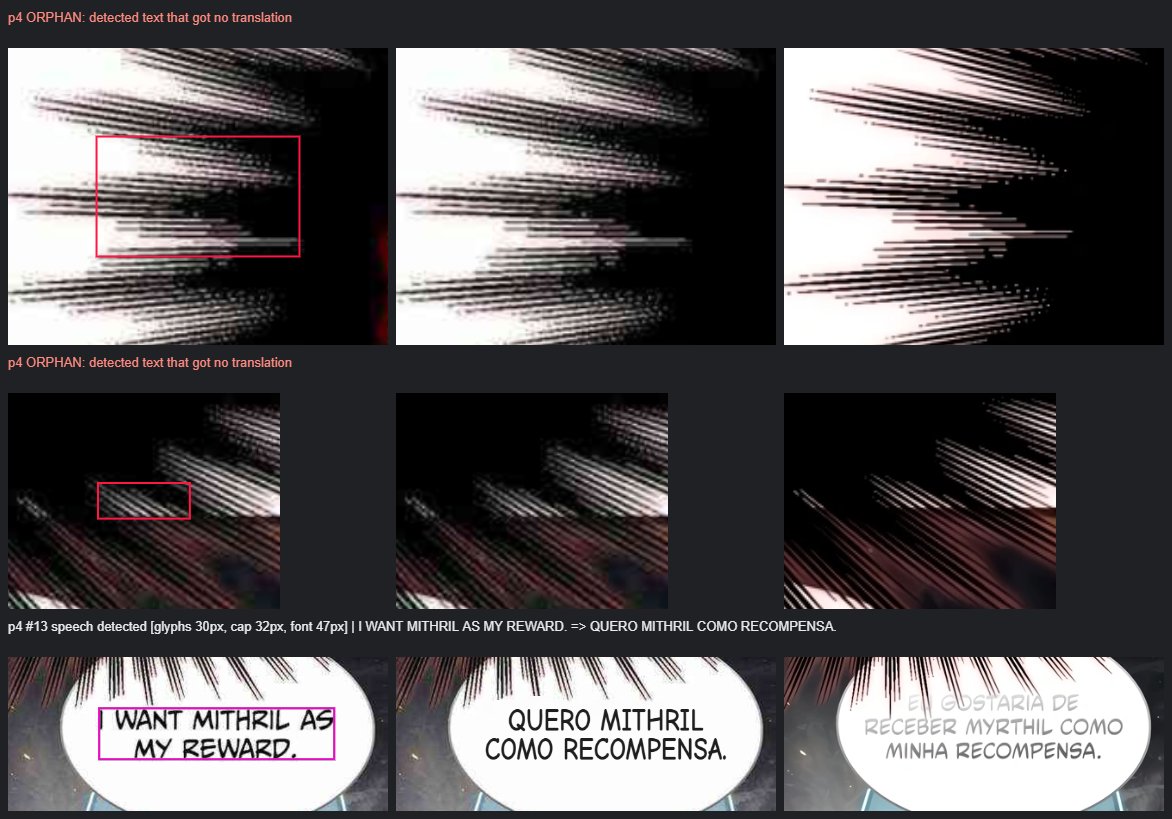 p4 ORPHAN: detected text that got no translation
p4 ORPHAN: detected text that got no translation
p4 #13 speech detected [glyphs 30px, cap 32px, font 47px] | I WANT MITHRIL AS MY REWARD. => QUERO MITHRIL COMO RECOMPENSA.
I WANT MITHRIL AS
MY REWARD.
QUERO MITHRIL
COMO RECOMPENSA.
EU GOSTARIA DE
RECEBER MYRTHIL COMO
MINHA RECOMPENSA.